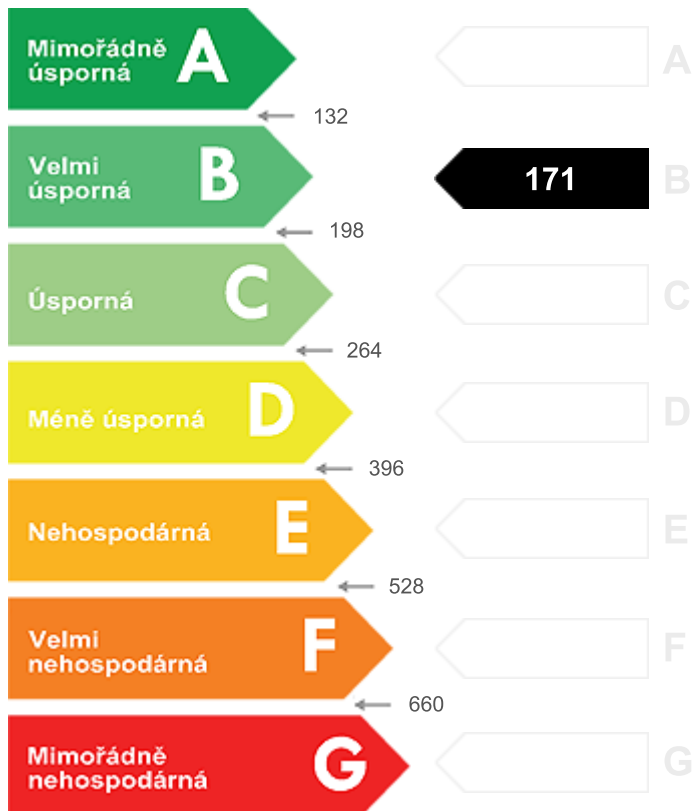 Mimořádně
úsporná
A
A
132
Velmi
úsporná
B
171
B
198
Úsporná
C
C
264
Méně úsporná
D
D
396
Nehospodárná
E
E
528
Velmi
nehospodárná
F
F
660
Mimořádně
nehospodárná
G
G